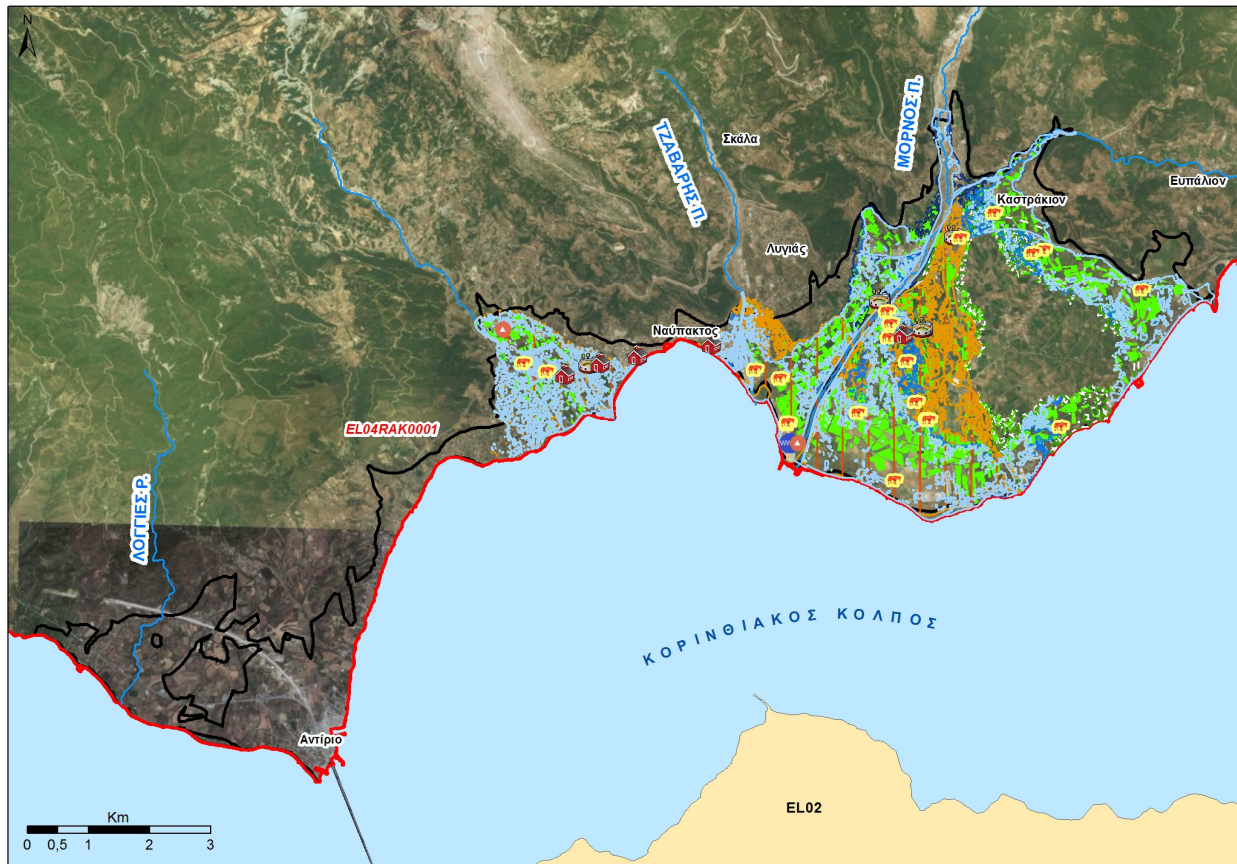 N
ΤΖΑΒΑΡΗΣ Π.
Σκάλα
ΜΟΡΝΟΣ Π.
Ευπάλιον
Καστράκιον
Λυγιάς
Ναύπακτος
EL04RAK0001
ΛΟΓΓΙΕΣ Ρ.
ΚΟΡΙΝΘΙΑΚΟΣ ΚΟΛΠΟΣ
Αντίριο
EL02
Km
0 0,5 1 2 3